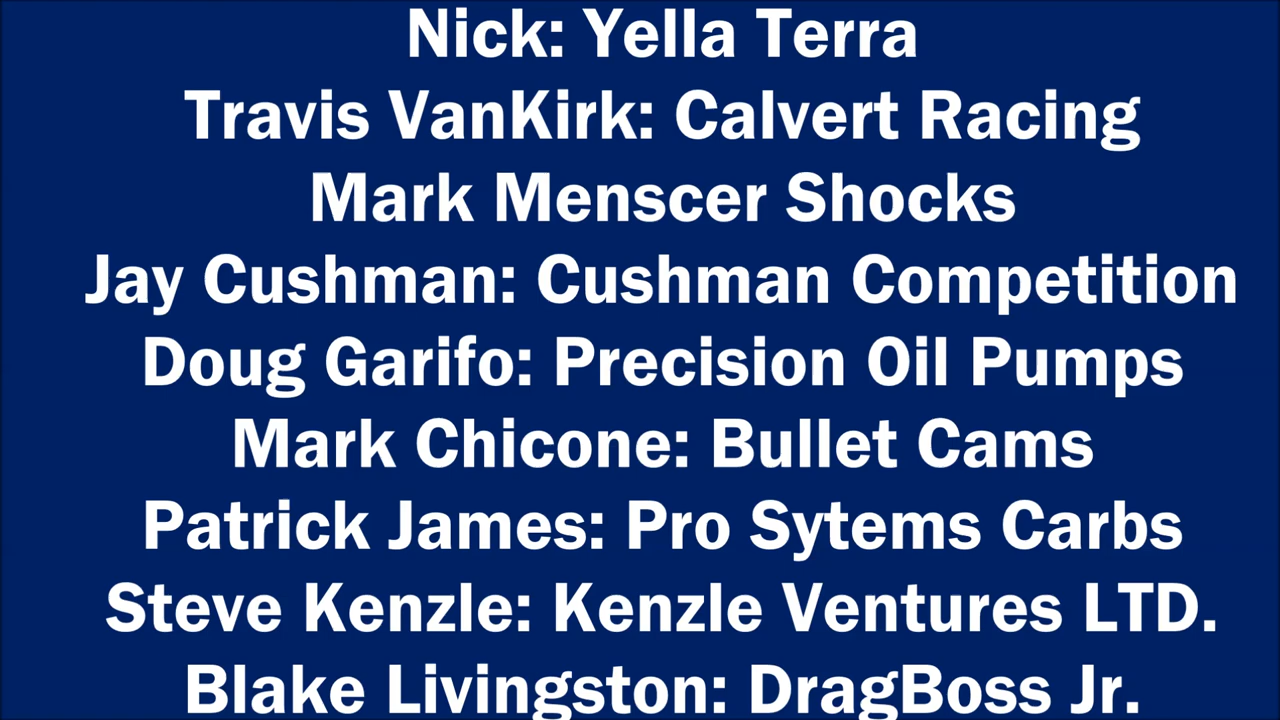 Nick: Yella Terra
Travis VanKirk: Calvert Racing
Mark Menscer Shocks
Jay Cushman: Cushman Competition
Doug Garifo: Precision Oil Pumps
Mark Chicone: Bullet Cams
Patrick James: Pro Sytems Carbs
Steve Kenzle: Kenzle Ventures LTD.
Blake Livingston: DragBoss Jr.